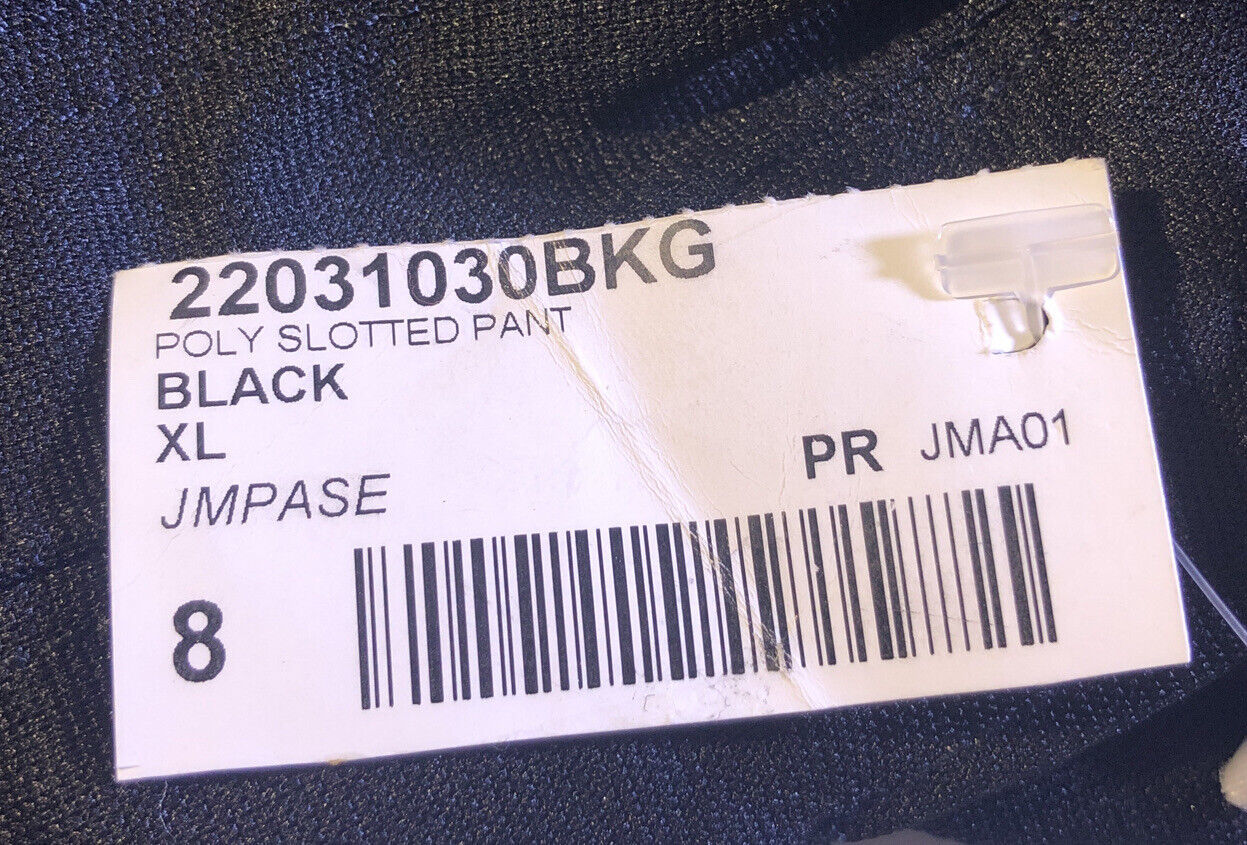 22031030BKG
POLY SLOTTED PANT
BLACK
XL
PR JMA01
JMPASE
8